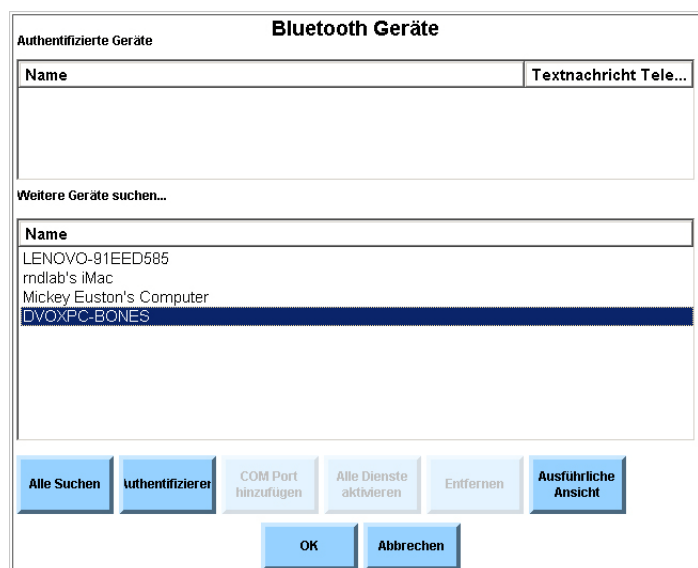 Bluetooth Geräte
Authentifizierte Geräte
Name Textnachricht Tele...
Weitere Geräte suchen...
Name
LENOVO-91EED585
rndlab's iMac
Mickey Euston's Computer
DVOXPC-BONES
Alle Suchen
uthentifizierer
COM Port
hinzufügen
Alle Dienste
aktivieren
Entfernen
Ausführliche
Ansicht
OK
Abbrechen